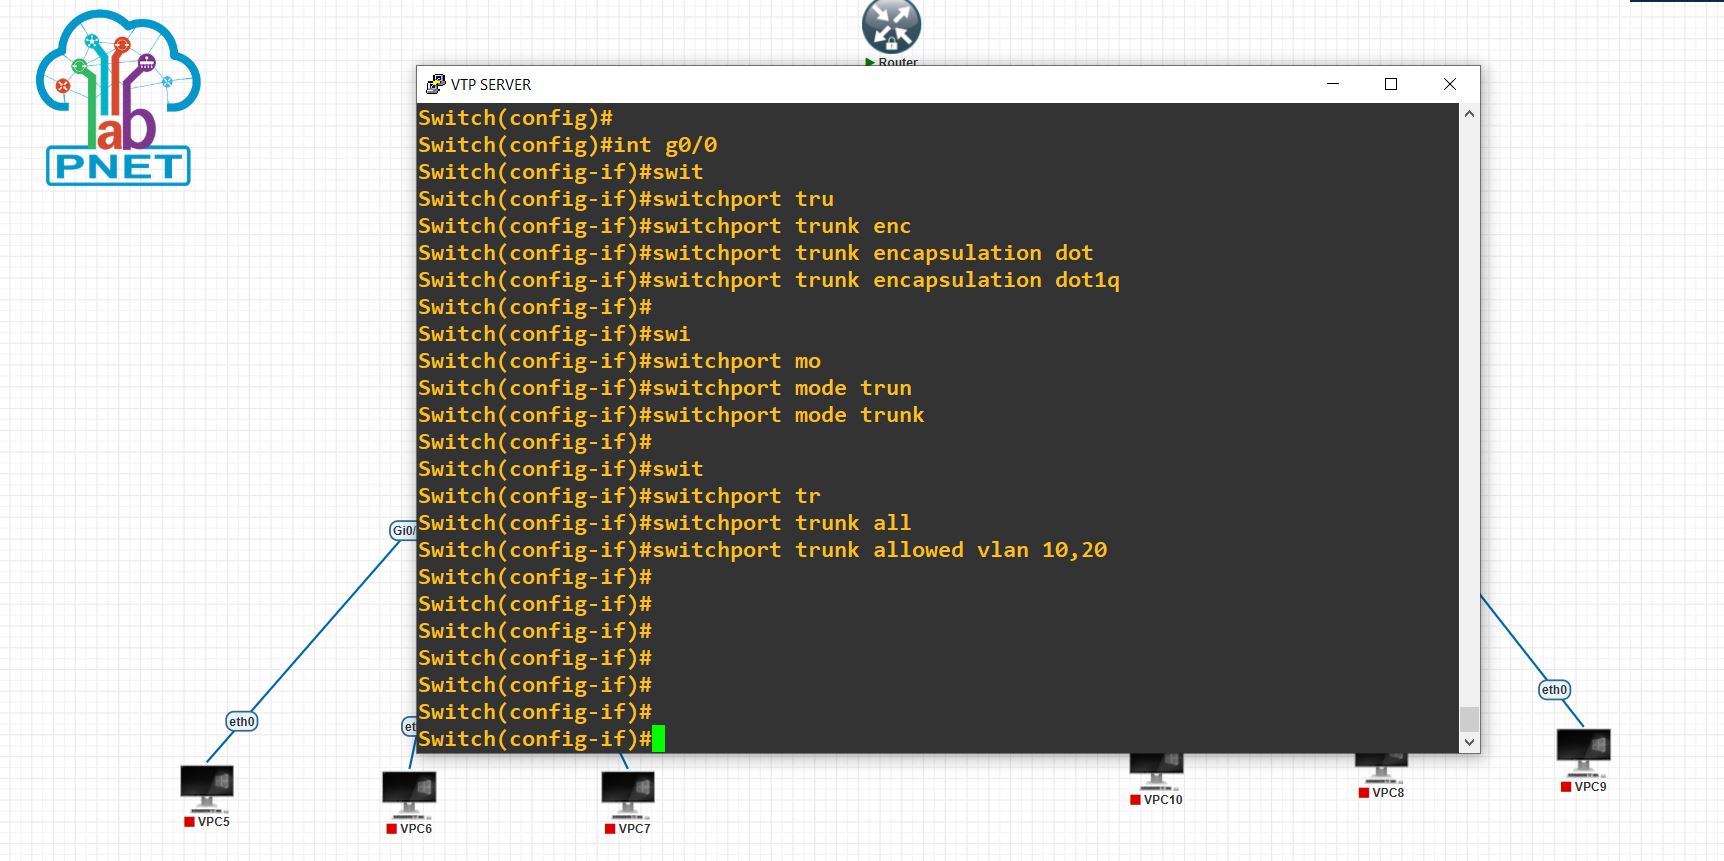 lab
PNET
Router
VTP SERVER
Switch(config)#
Switch(config)#int g0/0
Switch(config-if)#swit
Switch(config-if)#switchport tru
Switch(config-if)#switchport trunk enc
Switch(config-if)#switchport trunk encapsulation dot
Switch(config-if)#switchport trunk encapsulation dot1q
Switch(config-if)#
Switch(config-if)#swi
Switch(config-if)#switchport mo
Switch(config-if)#switchport mode trun
Switch(config-if)#switchport mode trunk
Switch(config-if)#
Switch(config-if)#swit
Switch(config-if)#switchport tr
Switch(config-if)#switchport trunk all
Switch(config-if)#switchport trunk allowed vlan 10,20
Switch(config-if)#
Switch(config-if)#
Switch(config-if)#
Switch(config-if)#
Switch(config-if)#
Switch(config-if)#
Switch(config-if)#
Gi0/
eth0
et
eth0
VPC5
VPC6
VPC7
VPC10
VPC8
VPC9